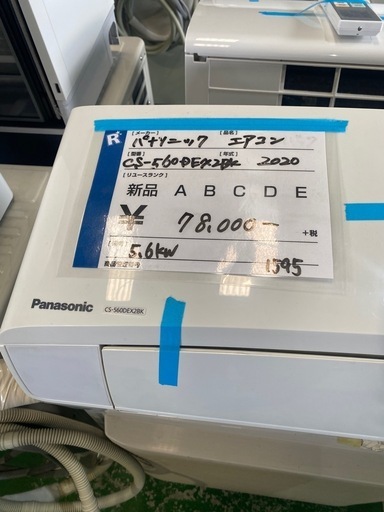 R
[メーカー] パナソニック [品名] エアコン
[型番] CS-560DEX2BK [年式] 2020
[リユースランク]
新品 A B C D E
¥ 78,000- +税
5.6kw
1595
Panasonic CS-560DEX2BK